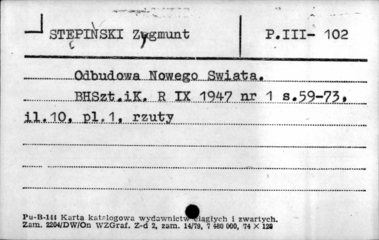 STĘPIŃSKI Zygmunt P.III- 102
Odbudowa Nowego Swiata.
BHSzt.iK. R IX 1947 nr 1 s.59-73,
il.10, pl.1, rzuty
Pu-B-144 Karta katalogowa wydawnictw ciągłych i zwartych.
Zam. 2204/DW/On WZGraf. Z-d 2, zam. 14/79, 7 460 000, 74 X 120